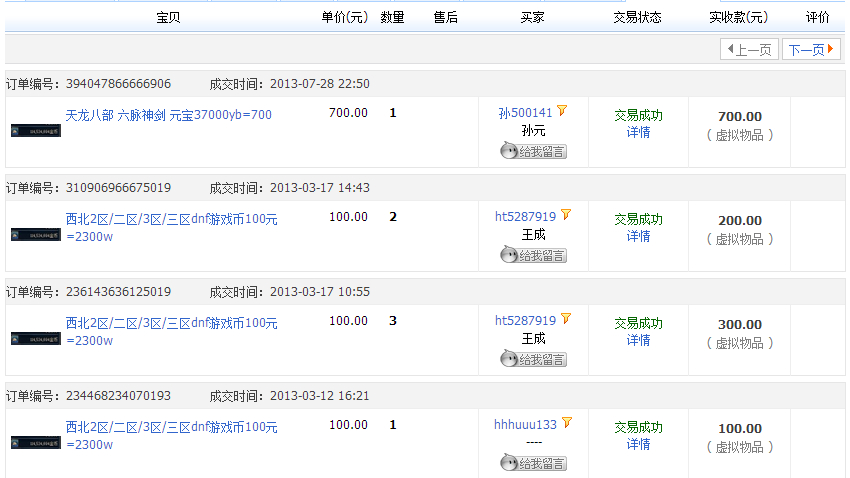 宝贝 单价(元) 数量 售后 买家 交易状态 实收款(元) 评价
上一页 下一页
订单编号：394047866666906 成交时间：2013-07-28 22:50
天龙八部 六脉神剑 元宝37000yb=700 700.00 1 孙500141 交易成功 700.00
孙元 详情 （ 虚拟物品 ）
给我留言
订单编号：310906966675019 成交时间：2013-03-17 14:43
西北2区/二区/3区/三区dnf游戏币100元 100.00 2 ht5287919 交易成功 200.00
=2300w 王成 详情 （ 虚拟物品 ）
给我留言
订单编号：236143636125019 成交时间：2013-03-17 10:55
西北2区/二区/3区/三区dnf游戏币100元 100.00 3 ht5287919 交易成功 300.00
=2300w 王成 详情 （ 虚拟物品 ）
给我留言
订单编号：234468234070193 成交时间：2013-03-12 16:21
西北2区/二区/3区/三区dnf游戏币100元 100.00 1 hhhuuu133 交易成功 100.00
=2300w ---- 详情 （ 虚拟物品 ）
给我留言